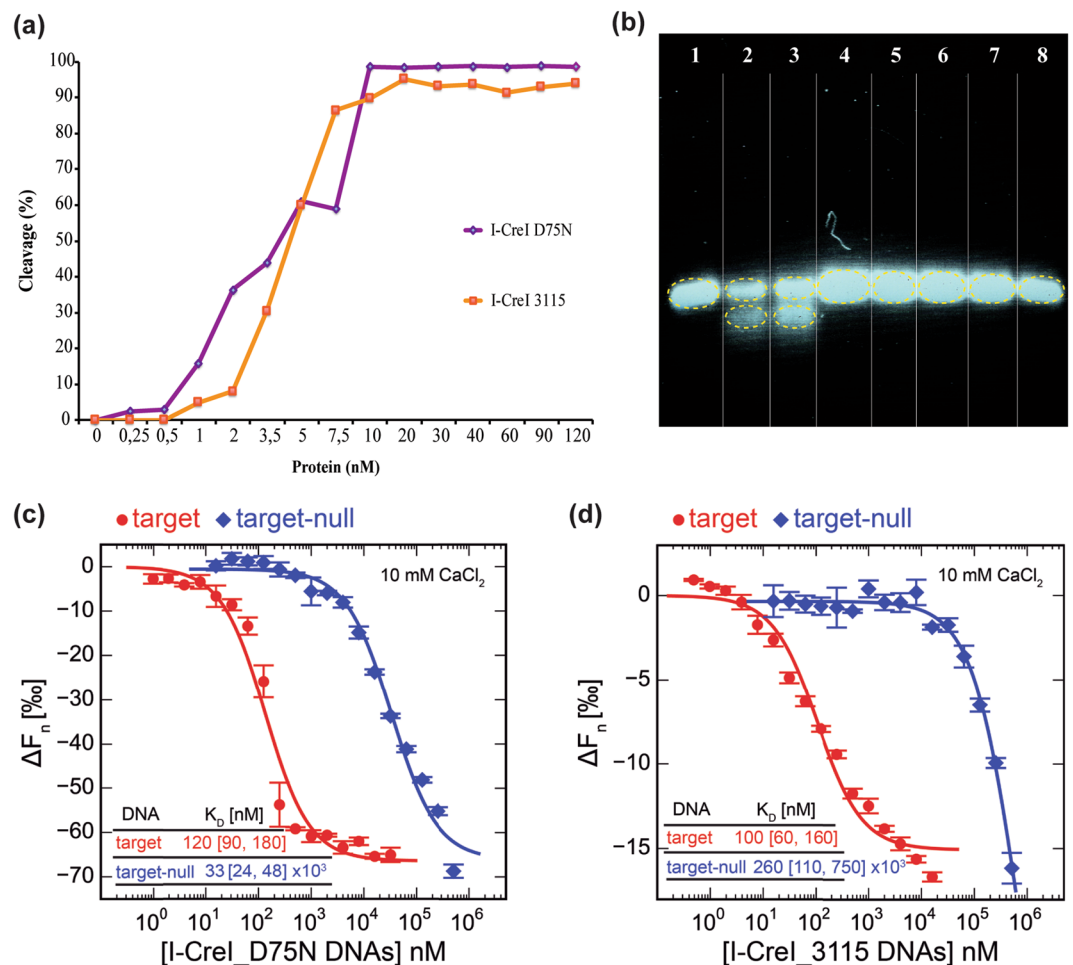 (a)
100
90
80
70
60
50
40
30
20
10
0
Cleavage (%)
I-CreI D75N
I-CreI 3115
0 0,25 0,5 1 2 3,5 5 7,5 10 20 30 40 60 90 120
Protein (nM)
(b)
1 2 3 4 5 6 7 8
(c)
target target-null
10 mM CaCl₂
0
−10
−20
−30
−40
−50
−60
−70
ΔFₙ [‰]
DNA K_D [nM]
target 120 [90, 180]
target-null 33 [24, 48] x10³
10⁰ 10¹ 10² 10³ 10⁴ 10⁵ 10⁶
[I-CreI_D75N DNAs] nM
(d)
target target-null
10 mM CaCl₂
0
−5
−10
−15
ΔFₙ [‰]
DNA K_D [nM]
target 100 [60, 160]
target-null 260 [110, 750] x10³
10⁰ 10¹ 10² 10³ 10⁴ 10⁵ 10⁶
[I-CreI_3115 DNAs] nM